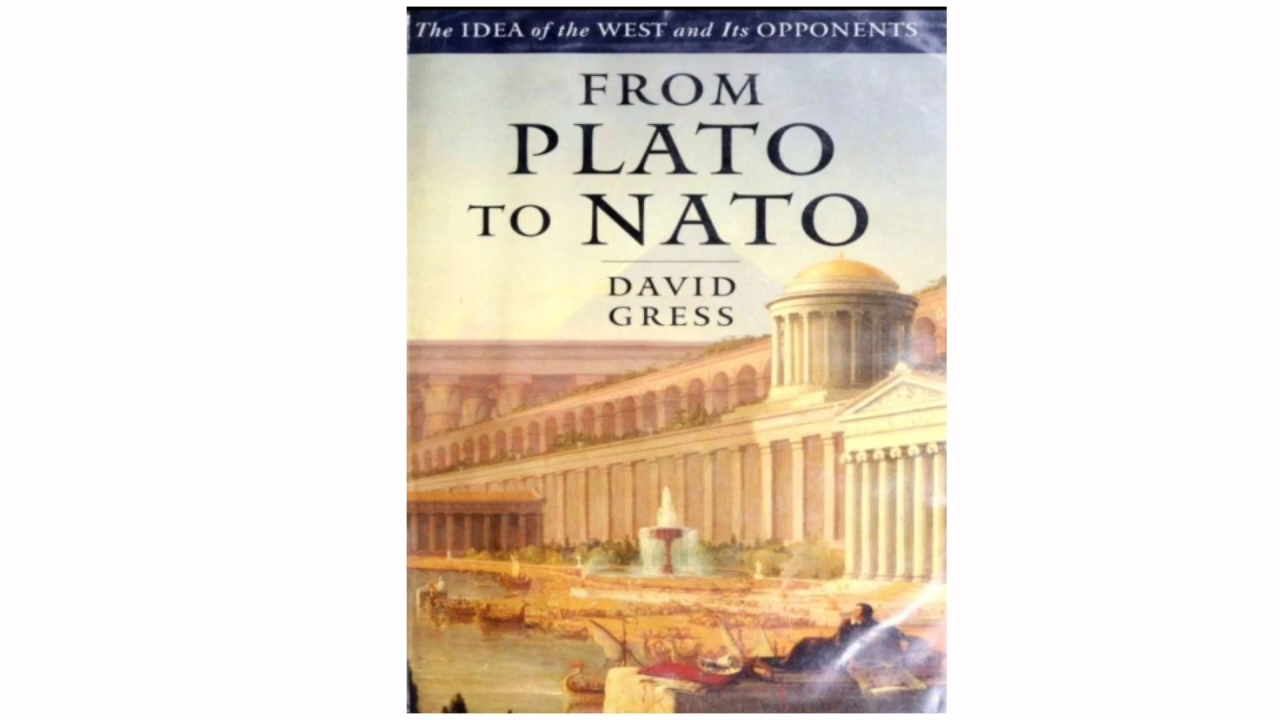 The IDEA of the WEST and Its OPPONENTS
FROM
PLATO
TO NATO
DAVID
GRESS